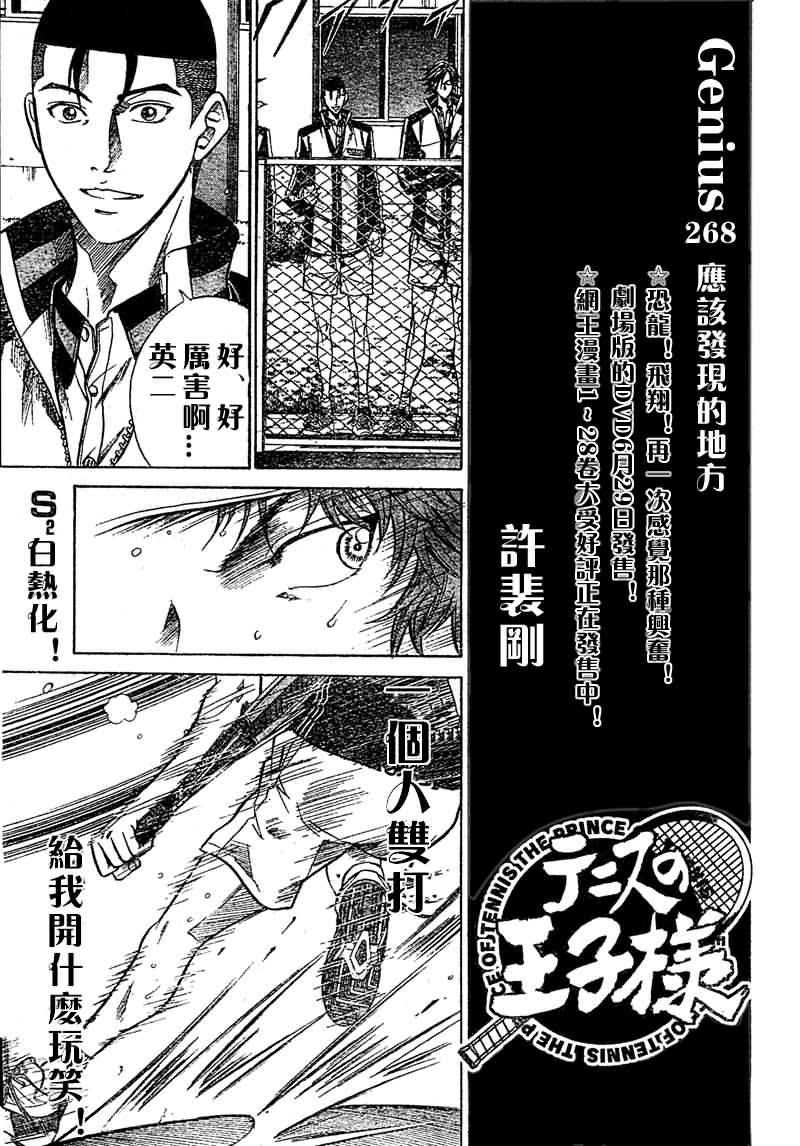 Genius 268 應該發現的地方
☆恐龍！飛翔！再一次感覺那種興奮！
劇場版的DVD6月29日發售！
☆網王漫畫1～28卷大受好評正在發售中！
許裴剛
テニスの
王子様
THE PRINCE OF TENNIS THE PRINCE OF TENNIS
好、好
厲害啊…
英二
S2白熱化！
一個人雙打
給我開什麼玩笑！